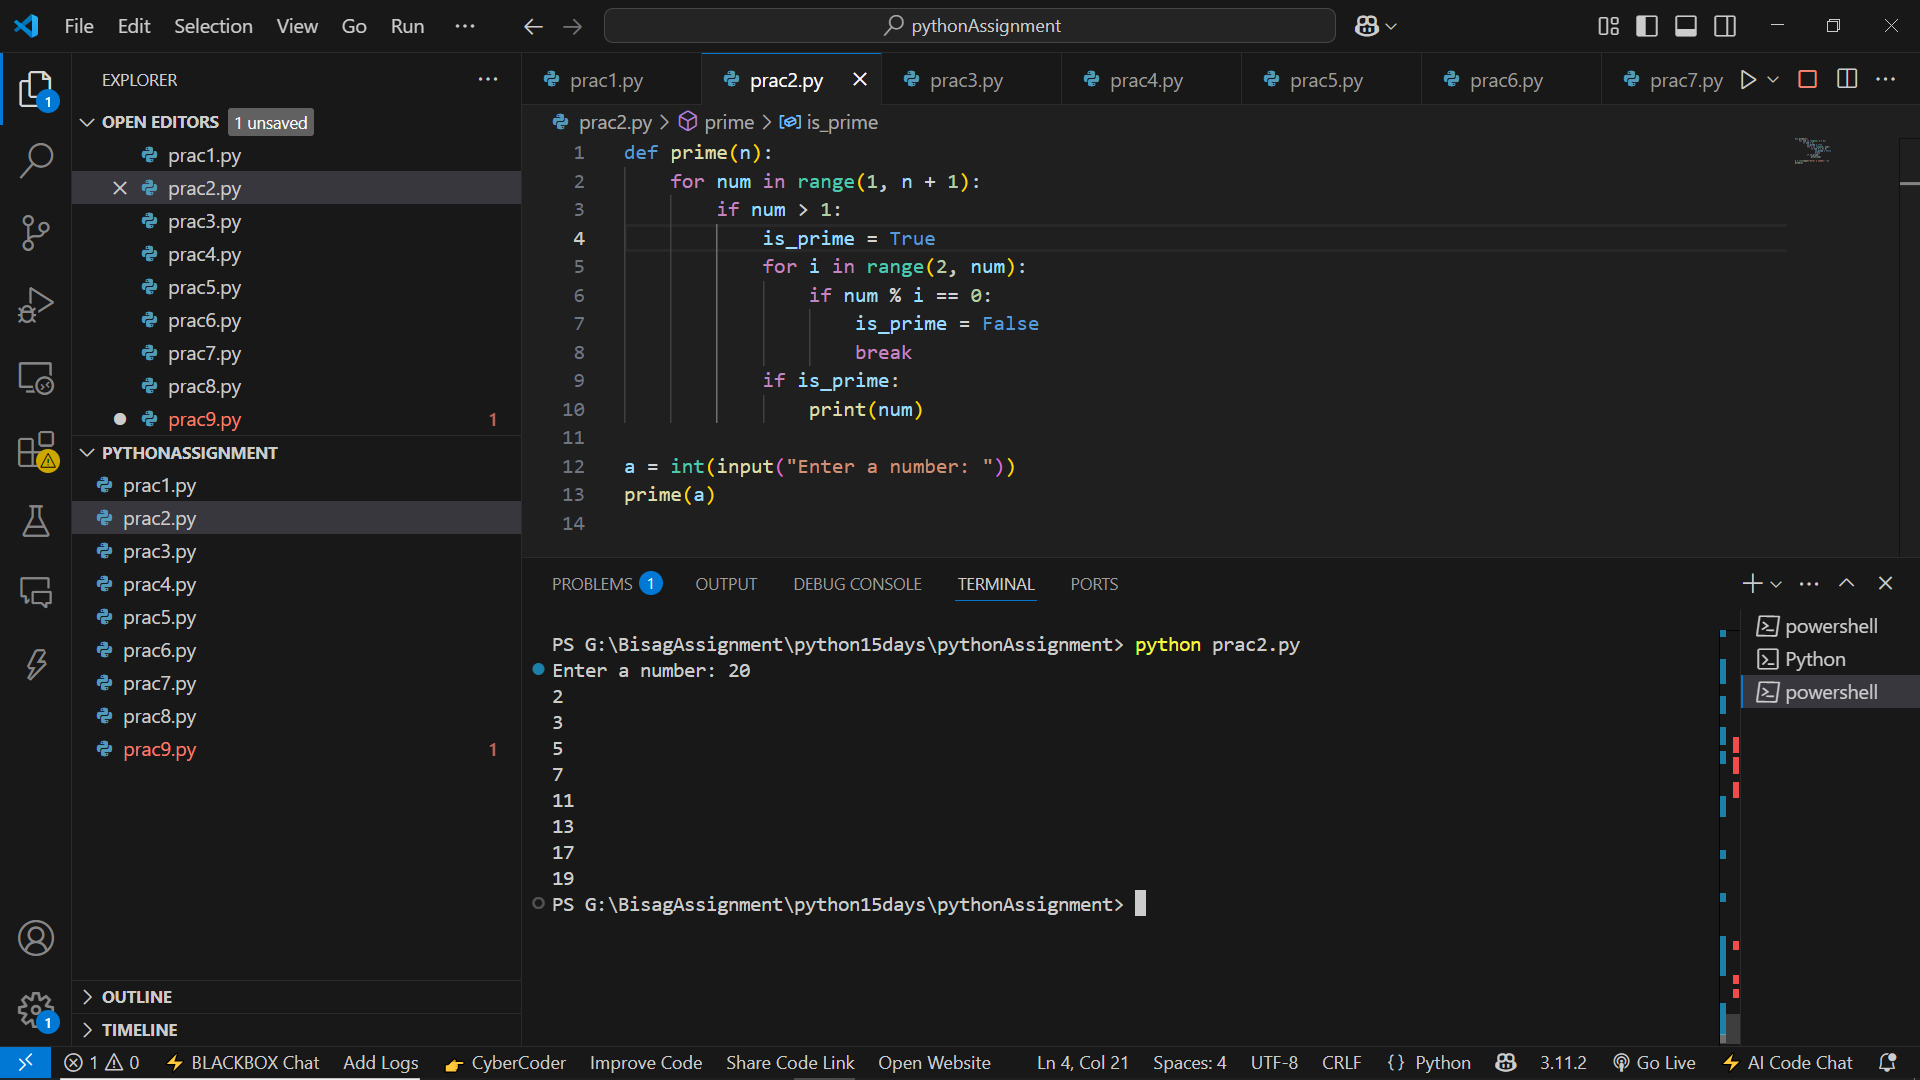 File Edit Selection View Go Run ··· pythonAssignment
EXPLORER ···
OPEN EDITORS 1 unsaved
prac1.py
prac2.py
prac3.py
prac4.py
prac5.py
prac6.py
prac7.py
prac8.py
prac9.py 1
PYTHONASSIGNMENT
prac1.py
prac2.py
prac3.py
prac4.py
prac5.py
prac6.py
prac7.py
prac8.py
prac9.py 1
OUTLINE
TIMELINE
1
1
prac1.py prac2.py prac3.py prac4.py prac5.py prac6.py prac7.py
prac2.py > prime > is_prime
1 def prime(n):
2     for num in range(1, n + 1):
3         if num > 1:
4             is_prime = True
5             for i in range(2, num):
6                 if num % i == 0:
7                     is_prime = False
8                     break
9             if is_prime:
10                 print(num)
11
12 a = int(input("Enter a number: "))
13 prime(a)
14
PROBLEMS 1 OUTPUT DEBUG CONSOLE TERMINAL PORTS
PS G:\BisagAssignment\python15days\pythonAssignment> python prac2.py
Enter a number: 20
2
3
5
7
11
13
17
19
PS G:\BisagAssignment\python15days\pythonAssignment>
powershell
Python
powershell
1 0 BLACKBOX Chat Add Logs CyberCoder Improve Code Share Code Link Open Website Ln 4, Col 21 Spaces: 4 UTF-8 CRLF {} Python 3.11.2 Go Live AI Code Chat